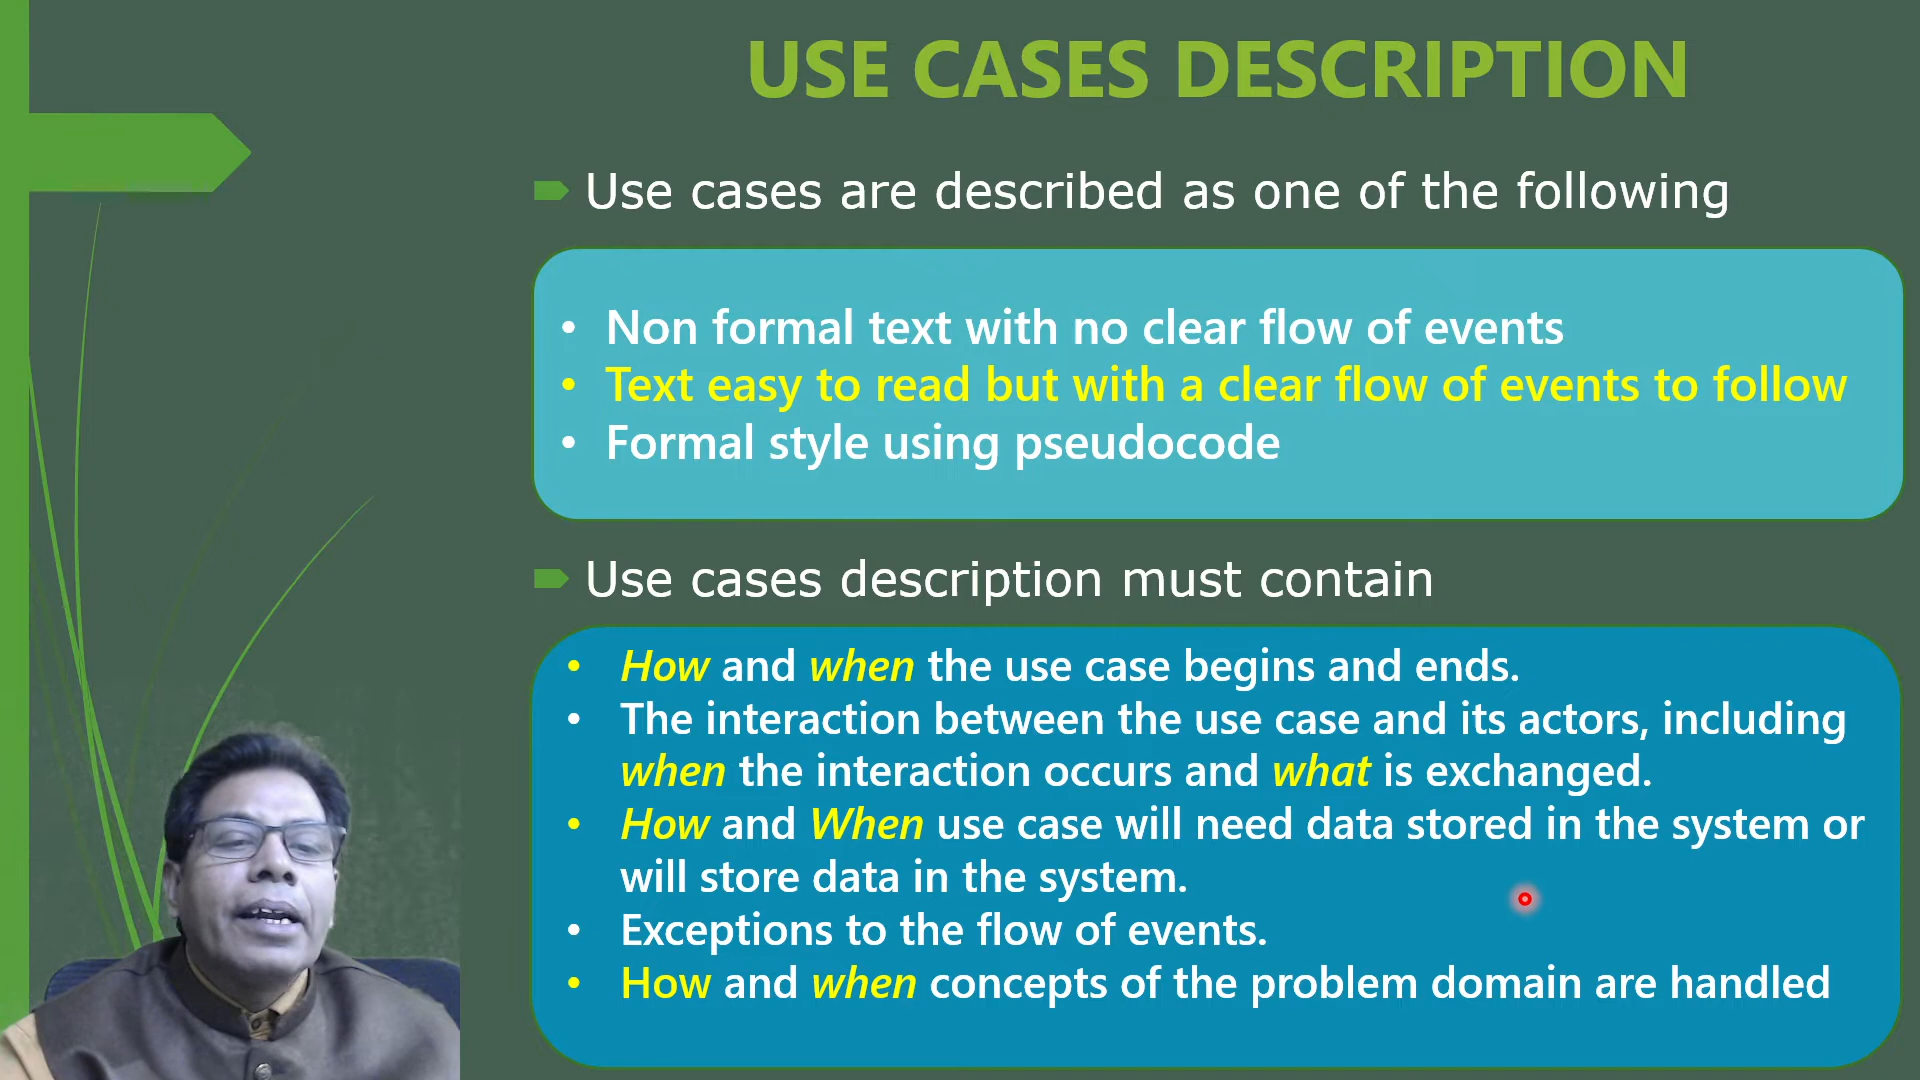 USE CASES DESCRIPTION
Use cases are described as one of the following
• Non formal text with no clear flow of events
• Text easy to read but with a clear flow of events to follow
• Formal style using pseudocode
Use cases description must contain
• How and when the use case begins and ends.
• The interaction between the use case and its actors, including
when the interaction occurs and what is exchanged.
• How and When use case will need data stored in the system or
will store data in the system.
• Exceptions to the flow of events.
• How and when concepts of the problem domain are handled